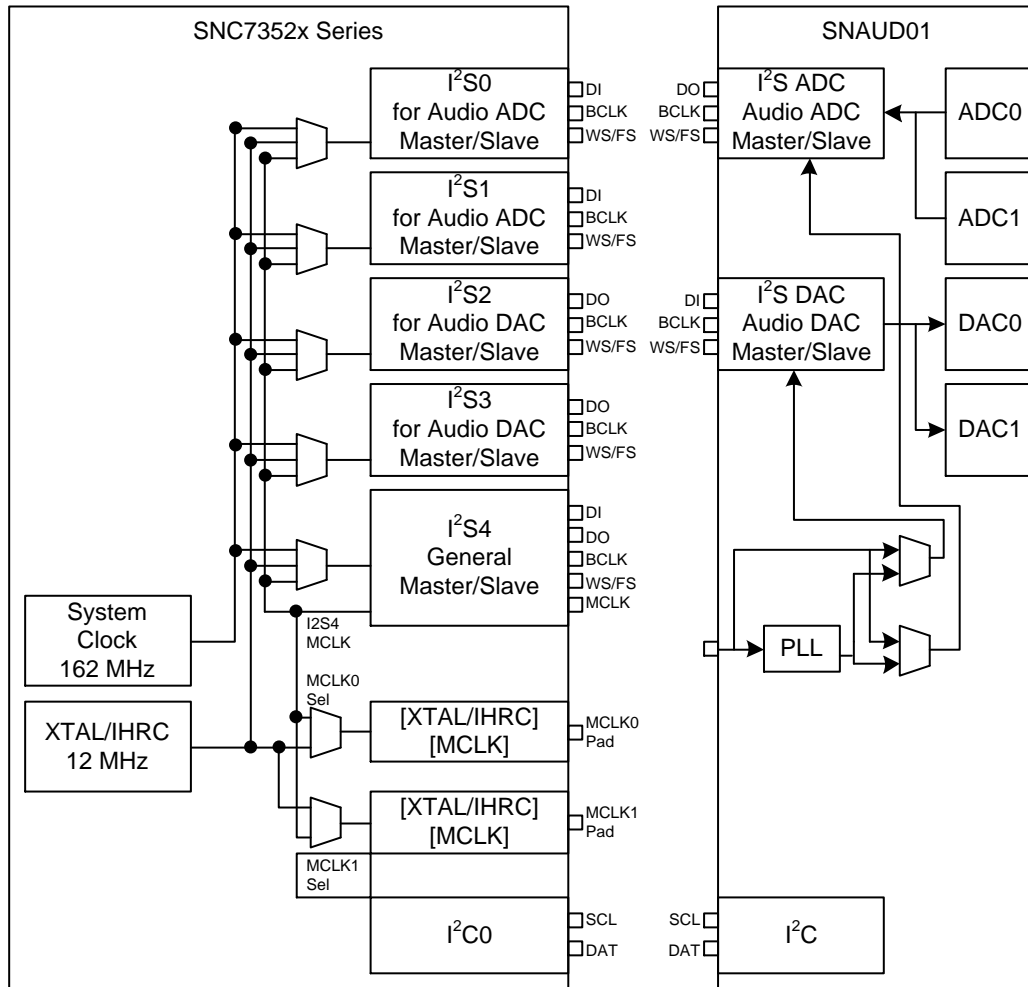 SNC7352x Series
I²S0
for Audio ADC
Master/Slave
DI
BCLK
WS/FS
I²S1
for Audio ADC
Master/Slave
DI
BCLK
WS/FS
I²S2
for Audio DAC
Master/Slave
DO
BCLK
WS/FS
I²S3
for Audio DAC
Master/Slave
DO
BCLK
WS/FS
I²S4
General
Master/Slave
DI
DO
BCLK
WS/FS
MCLK
System
Clock
162 MHz
I2S4
MCLK
XTAL/IHRC
12 MHz
MCLK0
Sel
[XTAL/IHRC]
[MCLK]
MCLK0
Pad
[XTAL/IHRC]
[MCLK]
MCLK1
Pad
MCLK1
Sel
I²C0
SCL
DAT
SNAUD01
DO
BCLK
WS/FS
I²S ADC
Audio ADC
Master/Slave
ADC0
ADC1
DI
BCLK
WS/FS
I²S DAC
Audio DAC
Master/Slave
DAC0
DAC1
PLL
SCL
DAT
I²C